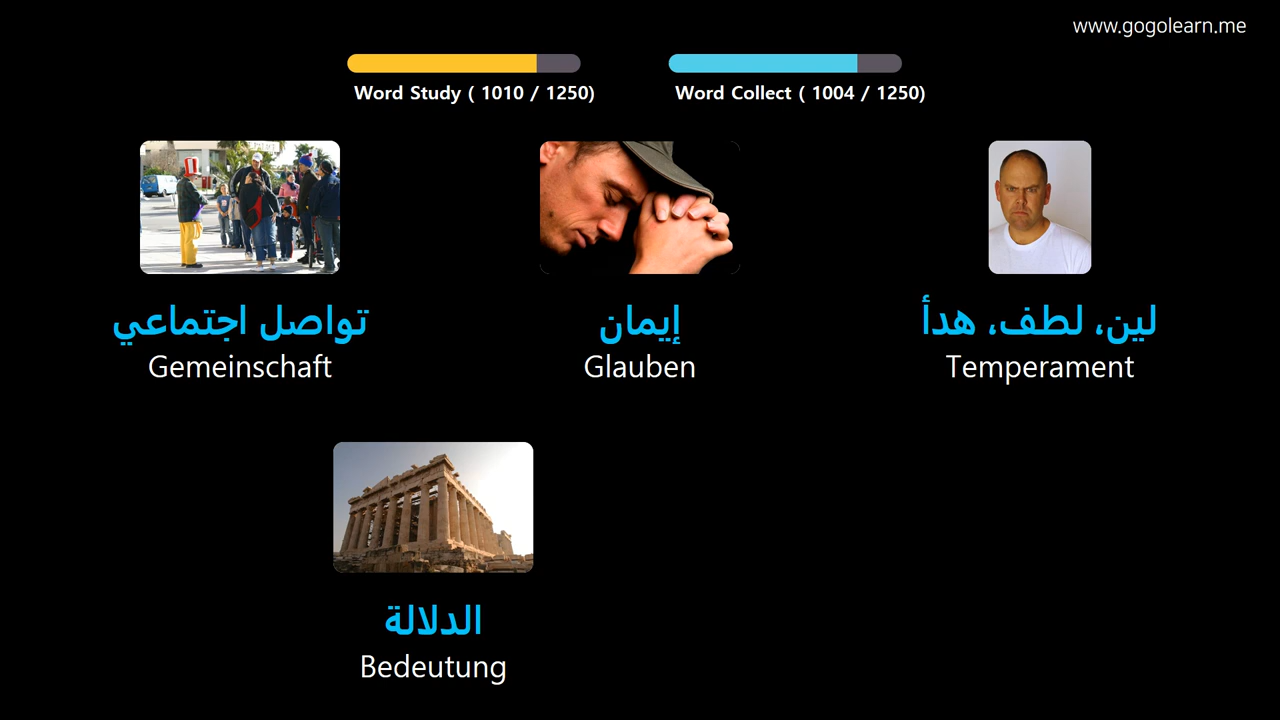 www.gogolearn.me
Word Study ( 1010 / 1250)
Word Collect ( 1004 / 1250)
تواصل اجتماعي
Gemeinschaft
إيمان
Glauben
لين، لطف، هدأ
Temperament
الدلالة
Bedeutung